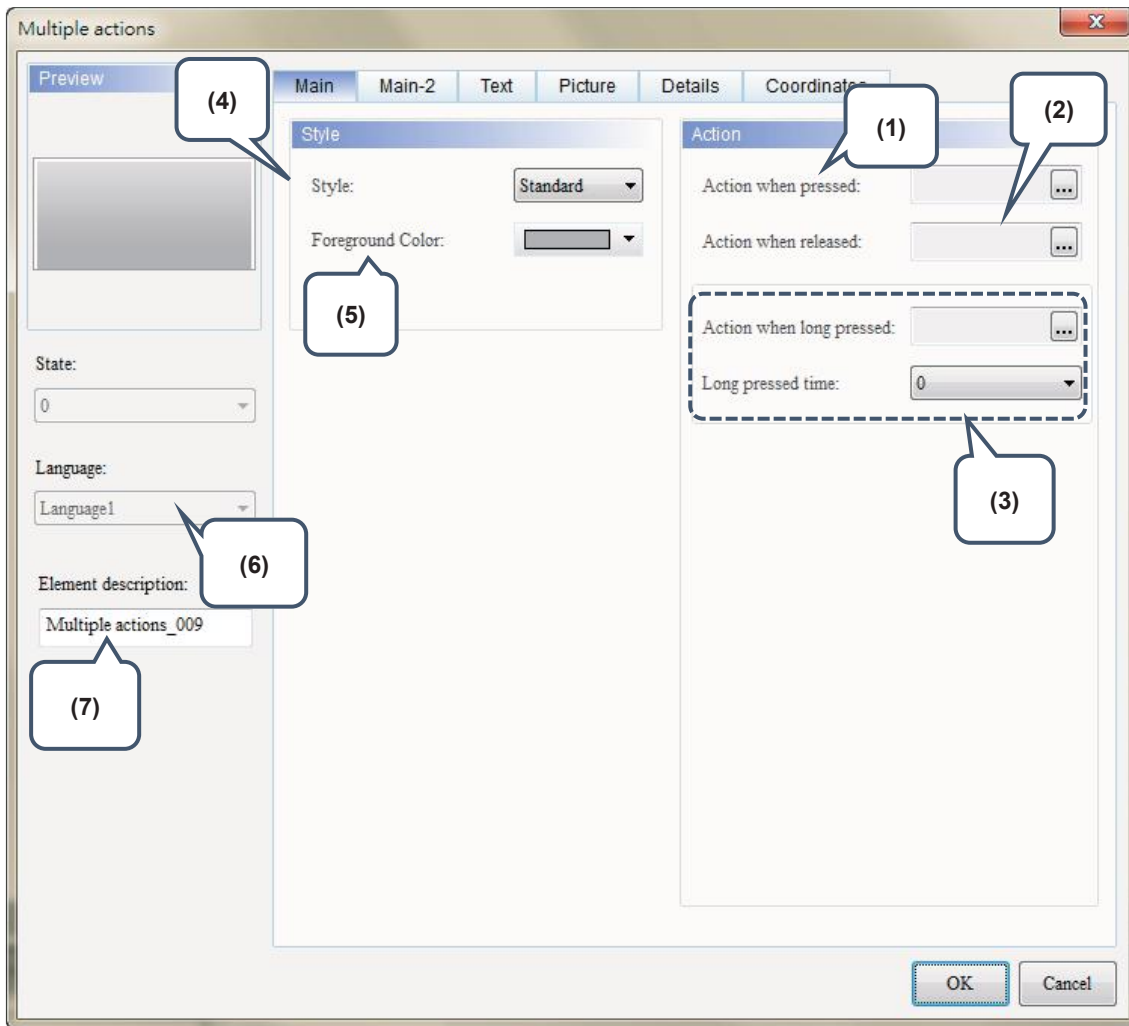 Multiple actions
x
Preview
Main Main-2 Text Picture Details Coordinates
(4)
(1)
(2)
Style
Action
Style: Standard
Action when pressed: ...
Foreground Color:
Action when released: ...
(5)
Action when long pressed: ...
State:
Long pressed time: 0
0
Language:
Language1
(3)
(6)
Element description:
Multiple actions_009
(7)
OK Cancel